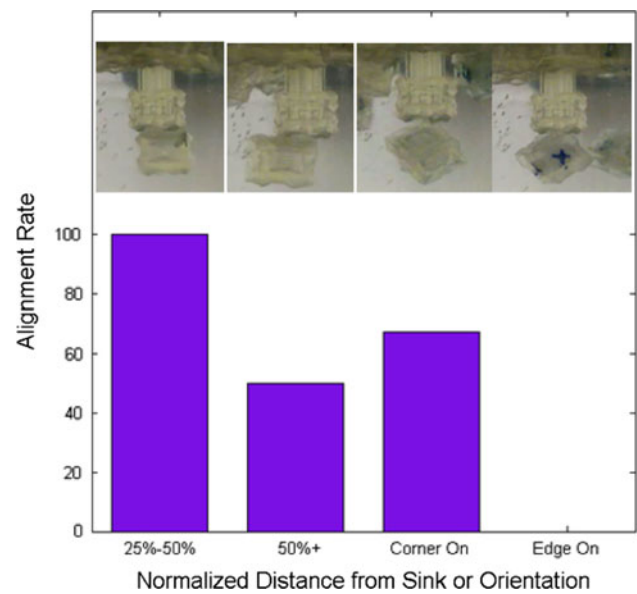 Alignment Rate
100
80
60
40
20
0
25%-50% 50%+ Corner On Edge On
Normalized Distance from Sink or Orientation